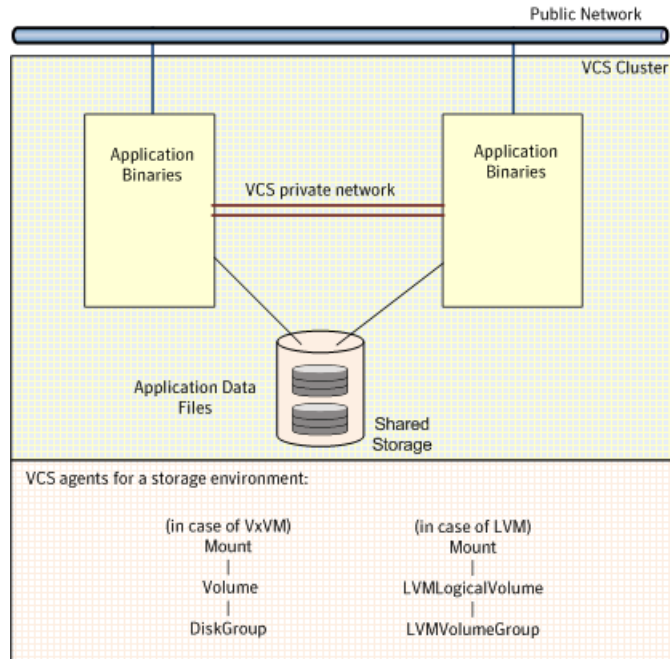 Public Network
VCS Cluster
Application
Binaries
Application
Binaries
VCS private network
Application Data
Files
Shared
Storage
VCS agents for a storage environment:
(in case of VxVM)
Mount
|
Volume
|
DiskGroup
(in case of LVM)
Mount
|
LVMLogicalVolume
|
LVMVolumeGroup